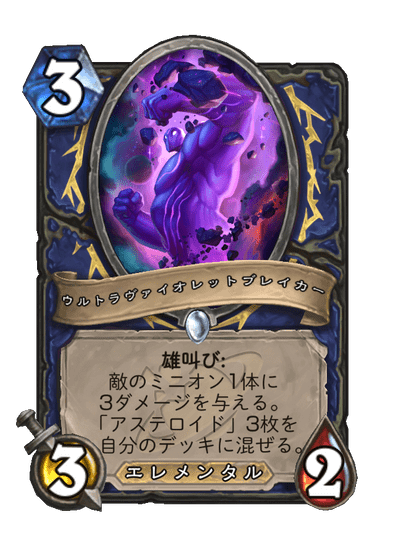 3
ウルトラヴァイオレットブレイカー
雄叫び:
敵のミニオン1体に
3ダメージを与える。
「アステロイド」3枚を
自分のデッキに混ぜる。
3
エレメンタル
2